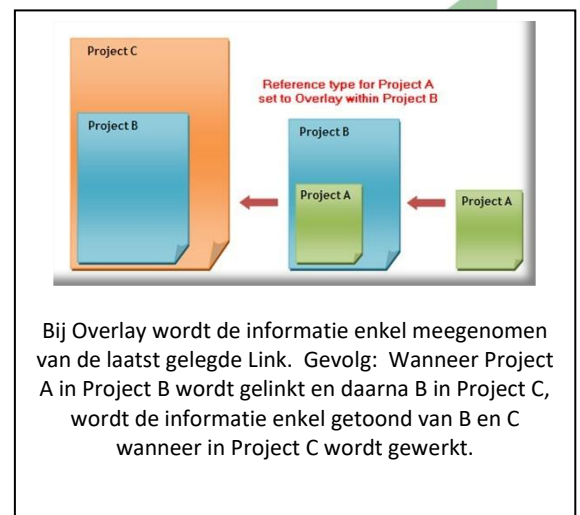 Project C
Reference type for Project A
set to Overlay within Project B
Project B
Project B
Project A
Project A
Bij Overlay wordt de informatie enkel meegenomen
van de laatst gelegde Link.  Gevolg:  Wanneer Project
A in Project B wordt gelinkt en daarna B in Project C,
wordt de informatie enkel getoond van B en C
wanneer in Project C wordt gewerkt.